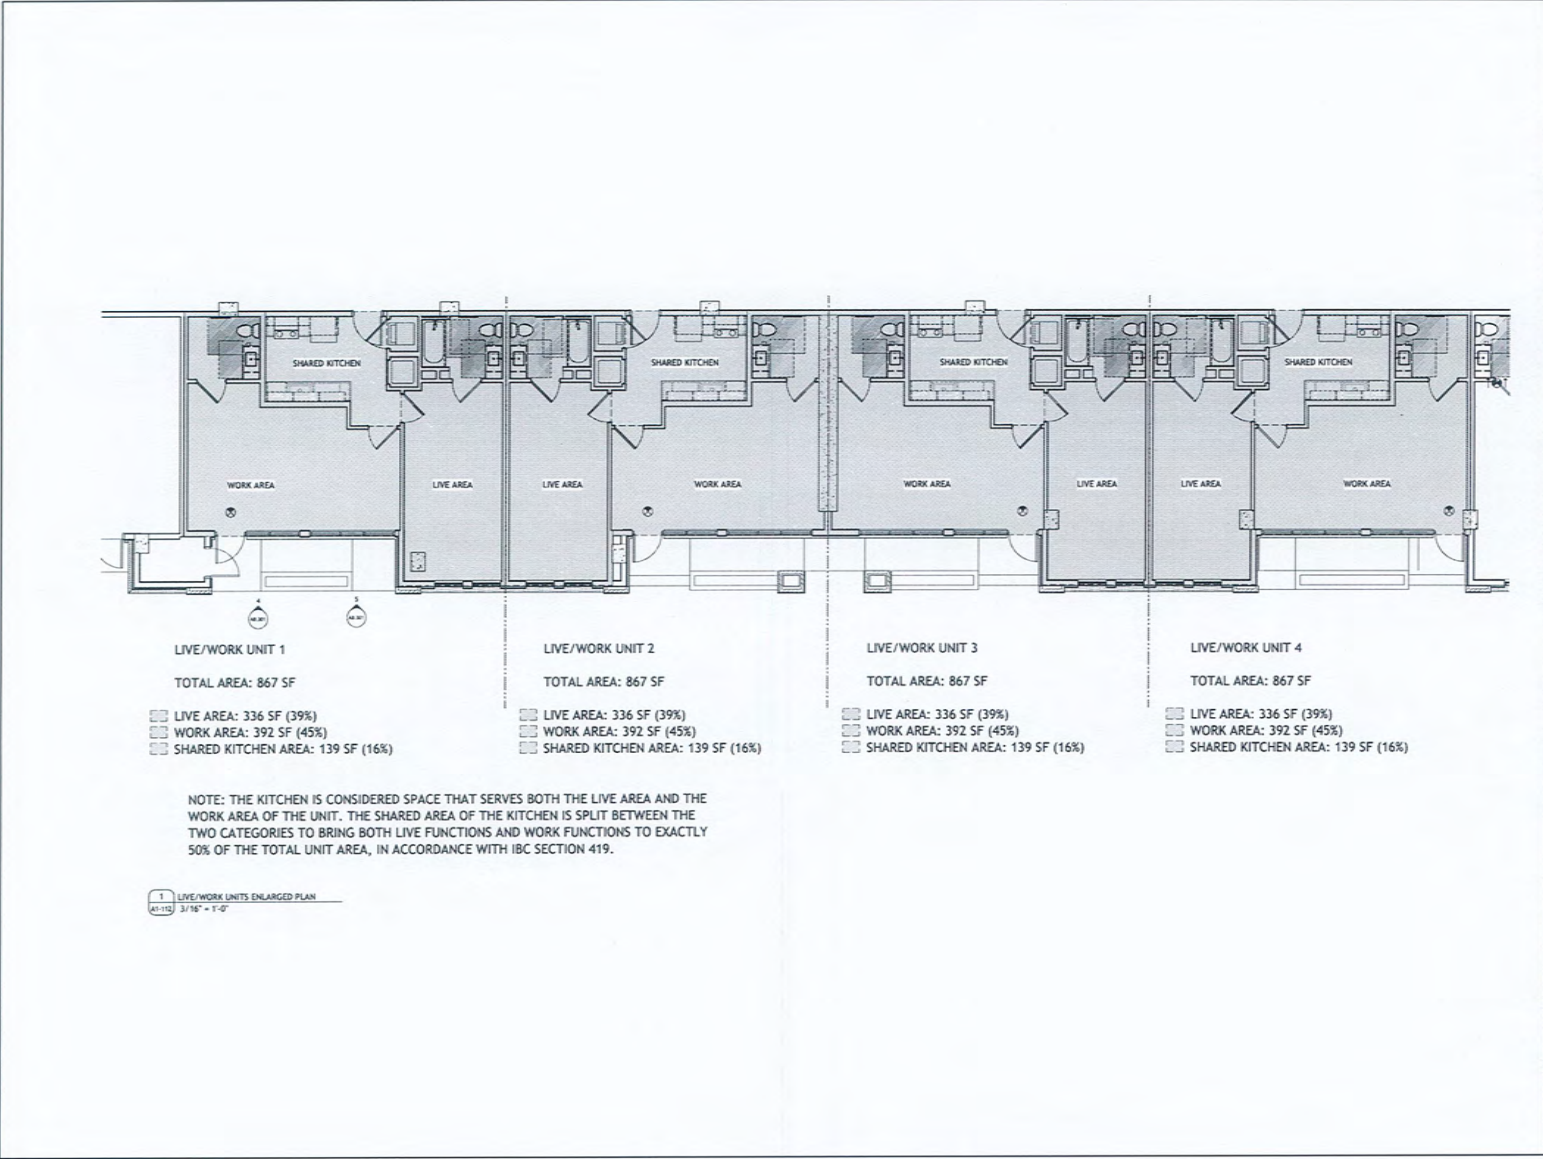 SHARED KITCHEN
SHARED KITCHEN
SHARED KITCHEN
SHARED KITCHEN
WORK AREA
LIVE AREA
LIVE AREA
WORK AREA
WORK AREA
LIVE AREA
LIVE AREA
WORK AREA
4
5
LIVE/WORK UNIT 1
TOTAL AREA: 867 SF
LIVE AREA: 336 SF (39%)
WORK AREA: 392 SF (45%)
SHARED KITCHEN AREA: 139 SF (16%)
LIVE/WORK UNIT 2
TOTAL AREA: 867 SF
LIVE AREA: 336 SF (39%)
WORK AREA: 392 SF (45%)
SHARED KITCHEN AREA: 139 SF (16%)
LIVE/WORK UNIT 3
TOTAL AREA: 867 SF
LIVE AREA: 336 SF (39%)
WORK AREA: 392 SF (45%)
SHARED KITCHEN AREA: 139 SF (16%)
LIVE/WORK UNIT 4
TOTAL AREA: 867 SF
LIVE AREA: 336 SF (39%)
WORK AREA: 392 SF (45%)
SHARED KITCHEN AREA: 139 SF (16%)
NOTE: THE KITCHEN IS CONSIDERED SPACE THAT SERVES BOTH THE LIVE AREA AND THE
WORK AREA OF THE UNIT. THE SHARED AREA OF THE KITCHEN IS SPLIT BETWEEN THE
TWO CATEGORIES TO BRING BOTH LIVE FUNCTIONS AND WORK FUNCTIONS TO EXACTLY
50% OF THE TOTAL UNIT AREA, IN ACCORDANCE WITH IBC SECTION 419.
1 LIVE/WORK UNITS ENLARGED PLAN
A1-112 3/16" = 1'-0"